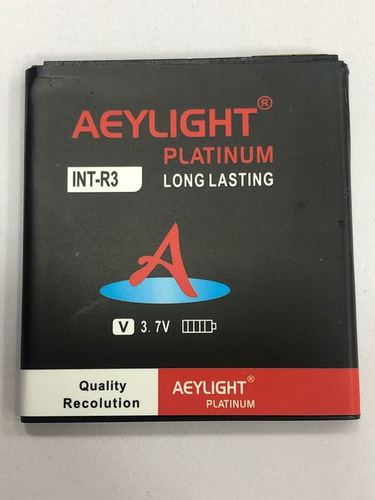 AEYLIGHT®
PLATINUM
INT-R3
LONG LASTING
A
V 3.7V
Quality
Recolution
AEYLIGHT®
PLATINUM